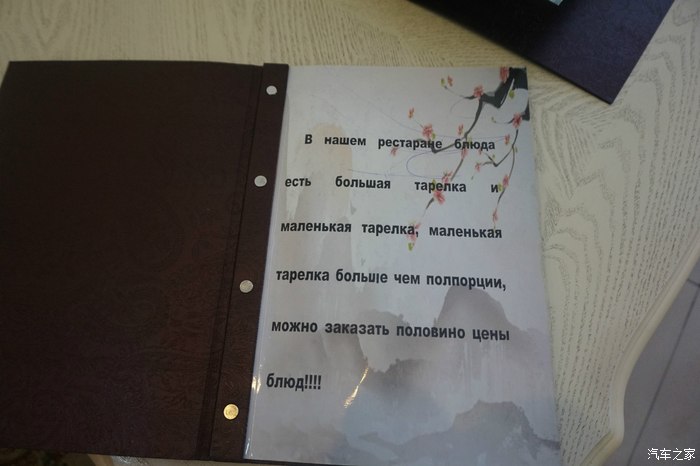 В нашем рестаране блюда
есть большая тарелка и
маленькая тарелка, маленькая
тарелка больше чем полпорции,
можно заказать половино цены
блюд!!!!
汽车之家